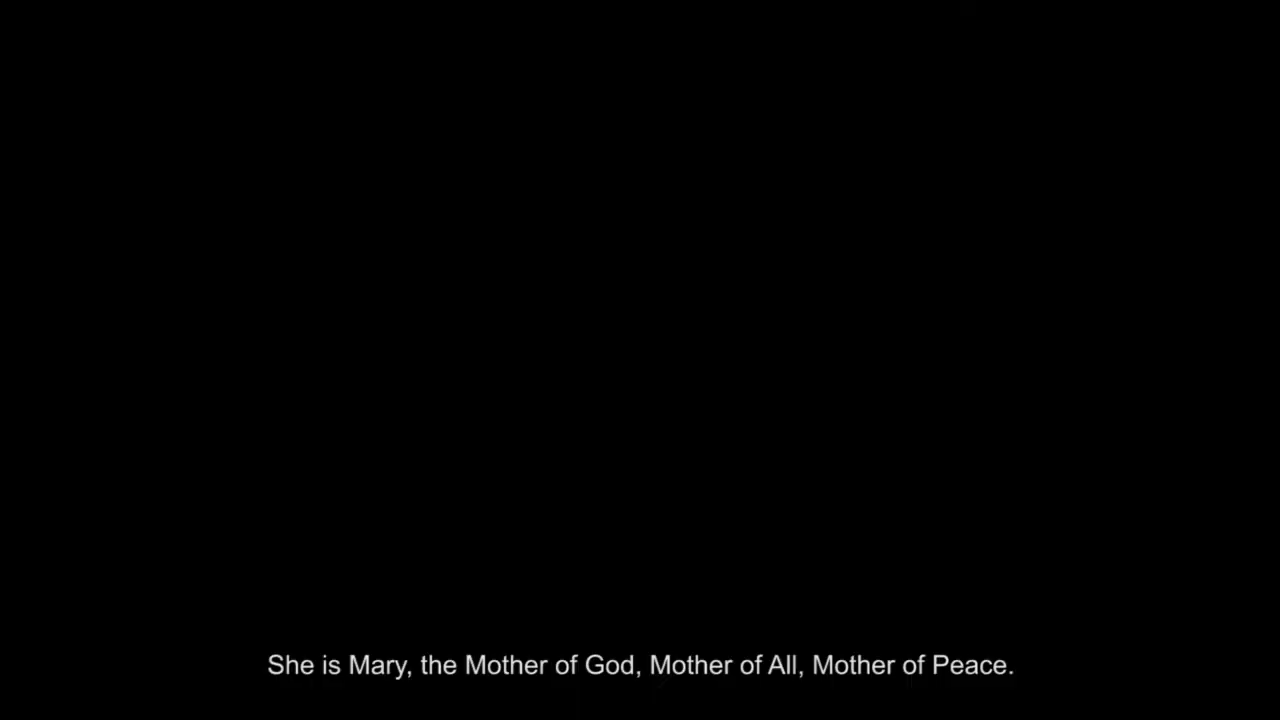 She is Mary, the Mother of God, Mother of All, Mother of Peace.